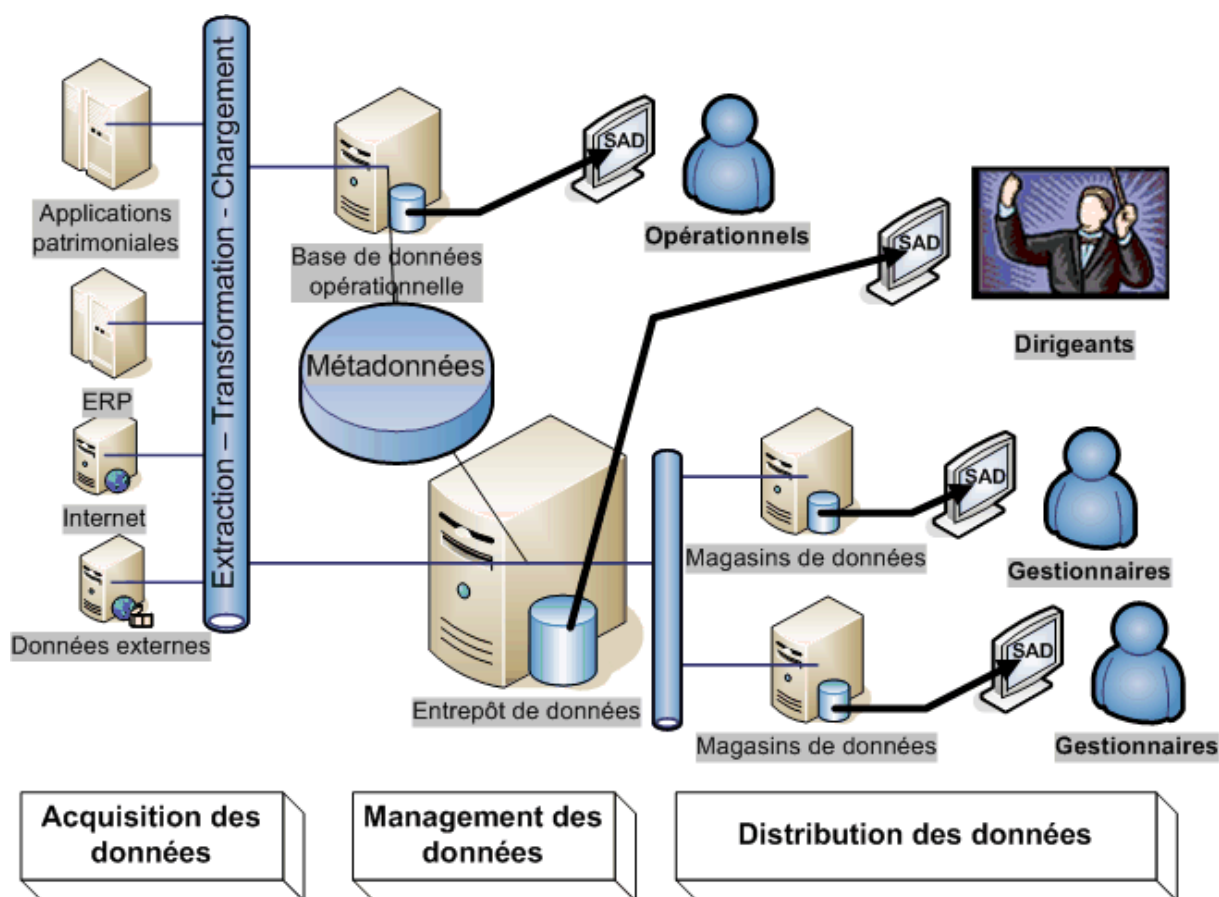 Extraction – Transformation - Chargement
Applications
patrimoniales
ERP
Internet
Données externes
Base de données
opérationnelle
SAD
Opérationnels
Métadonnées
SAD
Dirigeants
Entrepôt de données
Magasins de données
SAD
Gestionnaires
Magasins de données
SAD
Gestionnaires
Acquisition des
données
Management des
données
Distribution des données